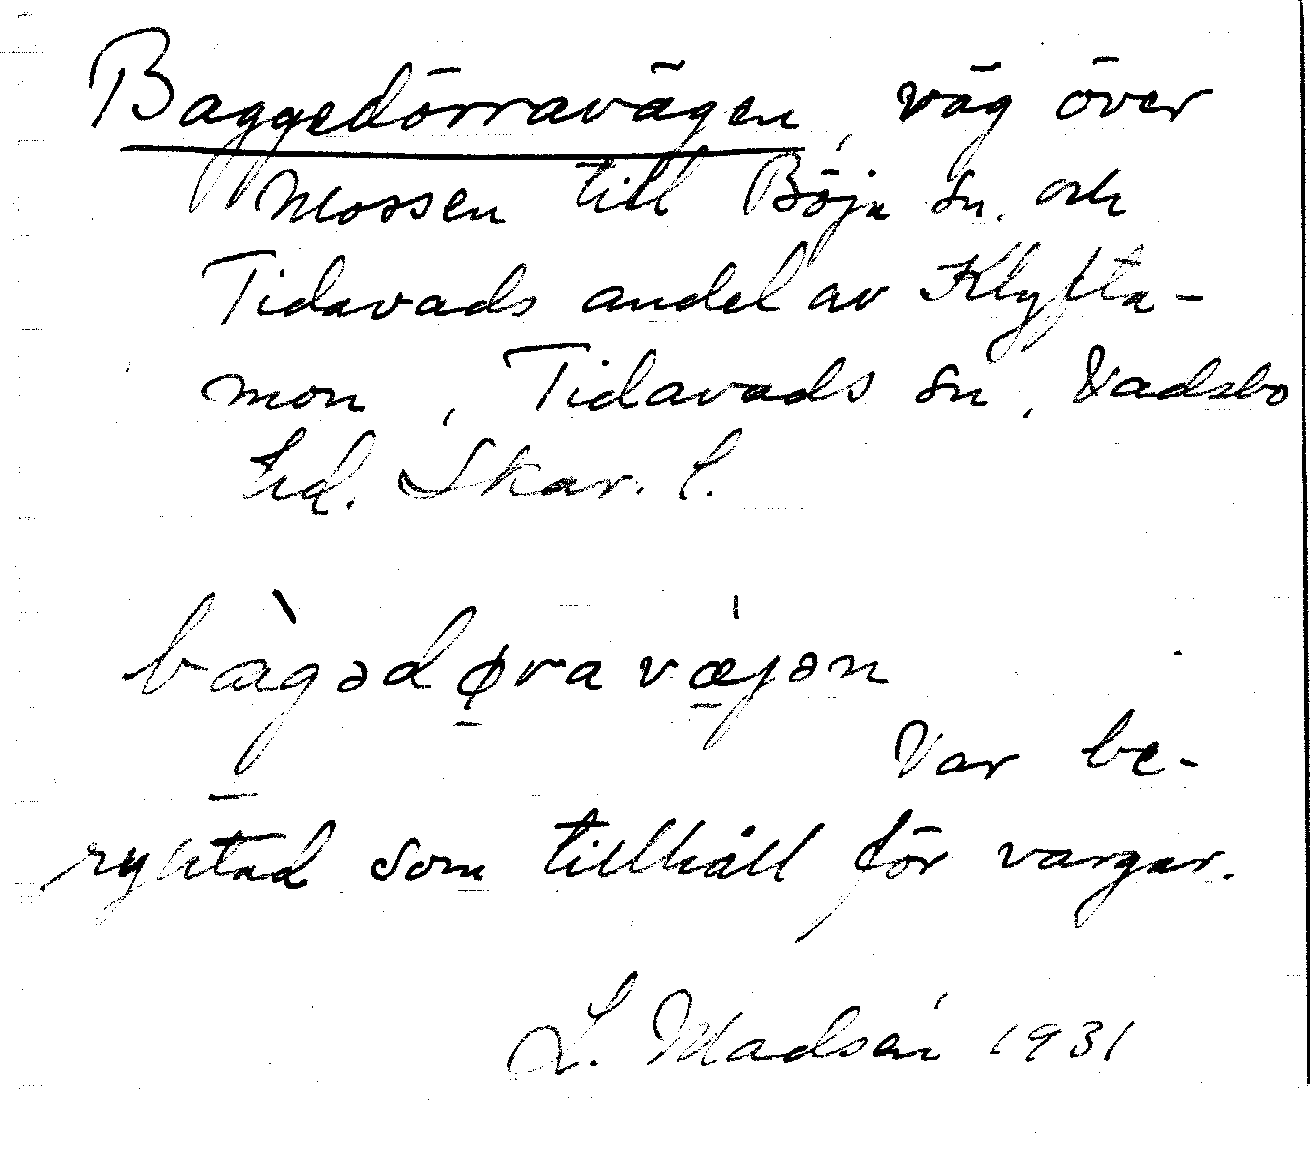 Baggedörravägen, väg över
Mossen till Böja sn. och
Tidavads andel av Klyfta-
mon, Tidavads sn, Vadsbo
hd. Skar. l.
bàgədøravæ̱jən
Var be-
ryktad som tillhåll för vargar.
L. Madsén 1931